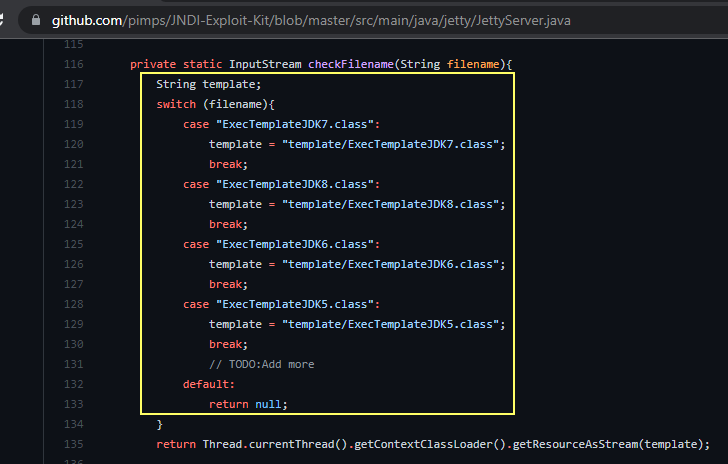 github.com/pimps/JNDI-Exploit-Kit/blob/master/src/main/java/jetty/JettyServer.java
115
116 private static InputStream checkFilename(String filename){
117 String template;
118 switch (filename){
119 case "ExecTemplateJDK7.class":
120 template = "template/ExecTemplateJDK7.class";
121 break;
122 case "ExecTemplateJDK8.class":
123 template = "template/ExecTemplateJDK8.class";
124 break;
125 case "ExecTemplateJDK6.class":
126 template = "template/ExecTemplateJDK6.class";
127 break;
128 case "ExecTemplateJDK5.class":
129 template = "template/ExecTemplateJDK5.class";
130 break;
131 // TODO:Add more
132 default:
133 return null;
134 }
135 return Thread.currentThread().getContextClassLoader().getResourceAsStream(template);
136